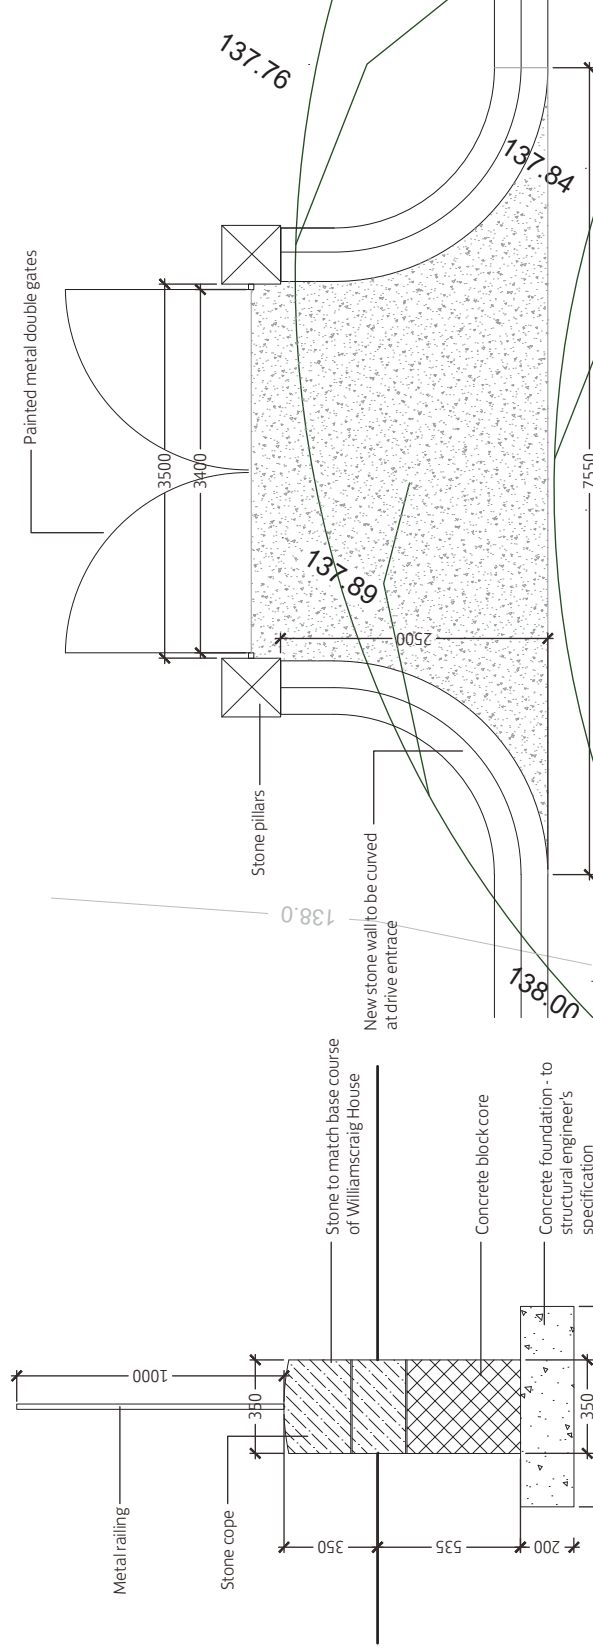 137.76
137.84
Painted metal double gates
3500
3400
7550
137.89
2500
Stone pillars
New stone wall to be curved
at drive entrace
138.0
138.00
Stone to match base course
of Williamscraig House
Concrete block core
Concrete foundation - to
structural engineer's
specification
1000
350
350
Metal railing
Stone cope
350
535
200